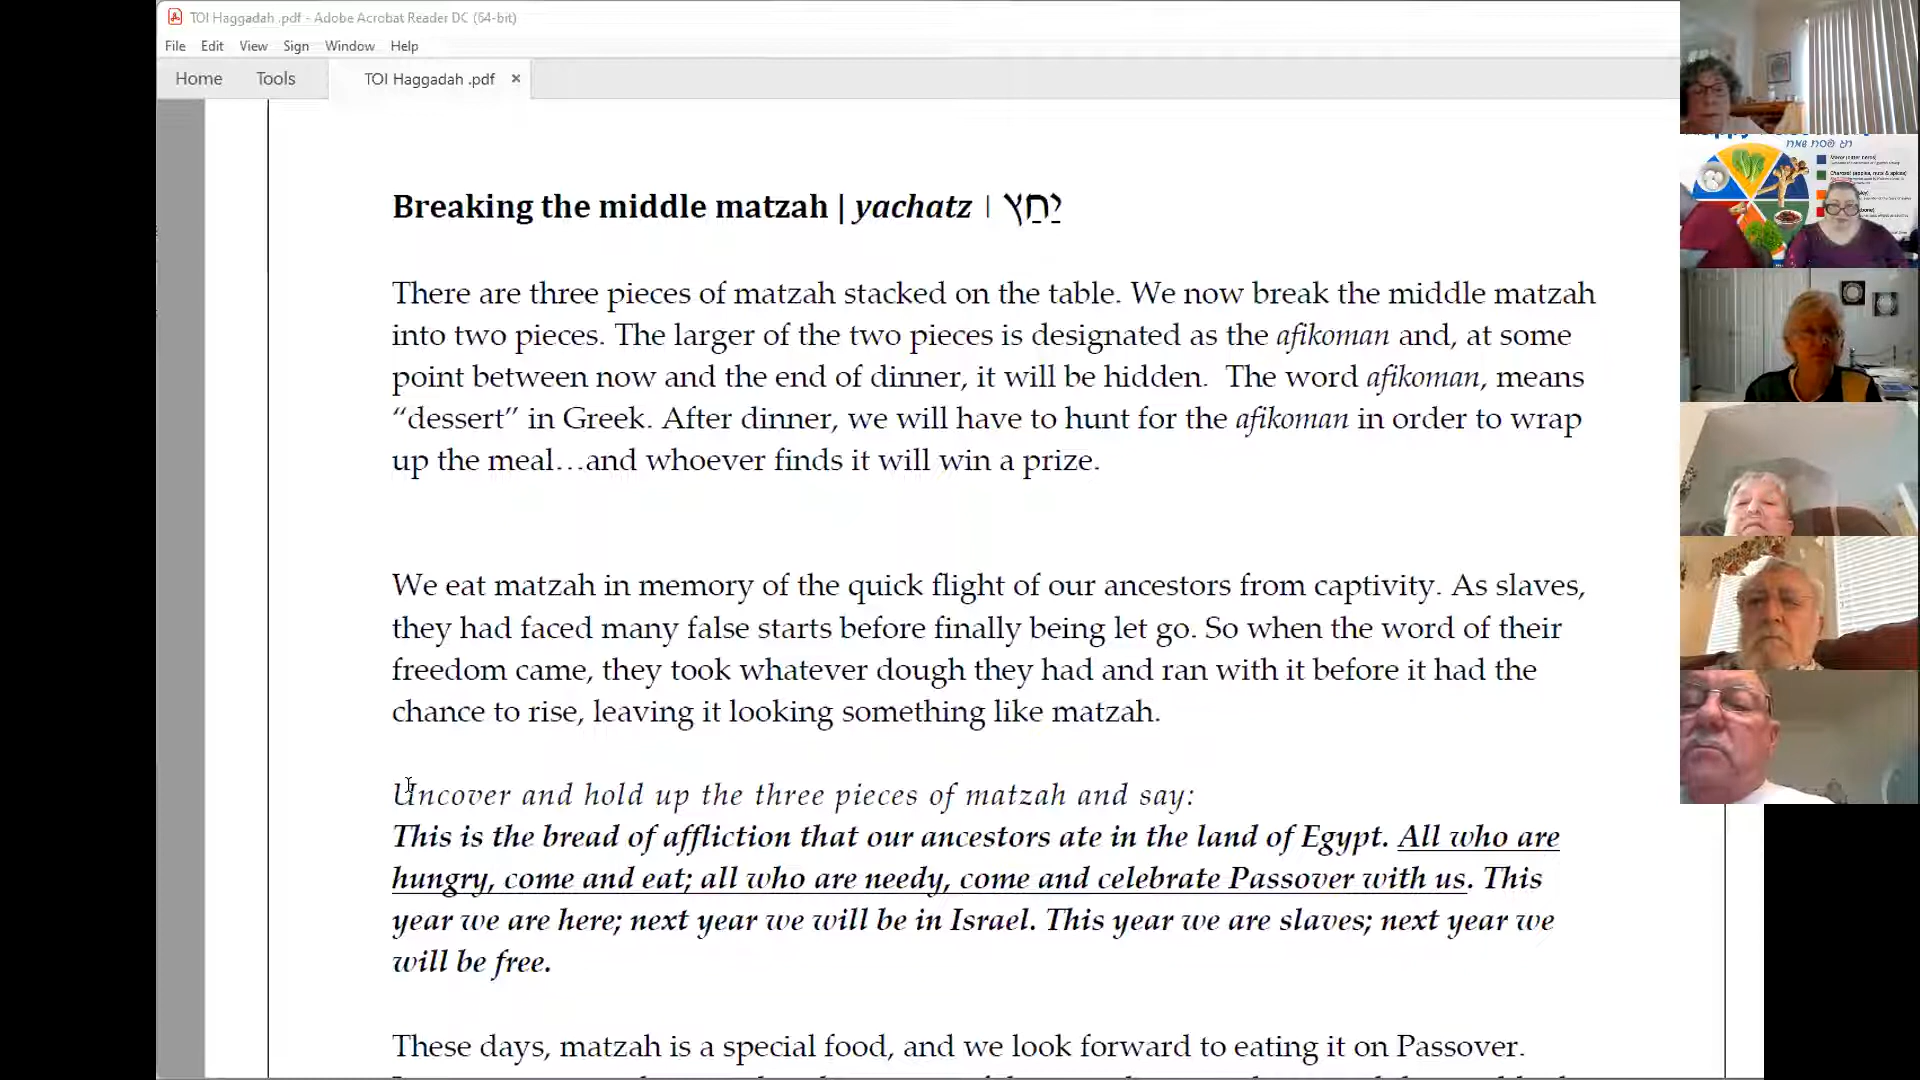 TOI Haggadah .pdf - Adobe Acrobat Reader DC (64-bit)
File Edit View Sign Window Help
Home Tools TOI Haggadah .pdf ×
Breaking the middle matzah | yachatz | יַחַץ
There are three pieces of matzah stacked on the table. We now break the middle matzah
into two pieces. The larger of the two pieces is designated as the afikoman and, at some
point between now and the end of dinner, it will be hidden. The word afikoman, means
“dessert” in Greek. After dinner, we will have to hunt for the afikoman in order to wrap
up the meal…and whoever finds it will win a prize.
We eat matzah in memory of the quick flight of our ancestors from captivity. As slaves,
they had faced many false starts before finally being let go. So when the word of their
freedom came, they took whatever dough they had and ran with it before it had the
chance to rise, leaving it looking something like matzah.
Uncover and hold up the three pieces of matzah and say:
This is the bread of affliction that our ancestors ate in the land of Egypt. All who are
hungry, come and eat; all who are needy, come and celebrate Passover with us. This
year we are here; next year we will be in Israel. This year we are slaves; next year we
will be free.
These days, matzah is a special food, and we look forward to eating it on Passover.